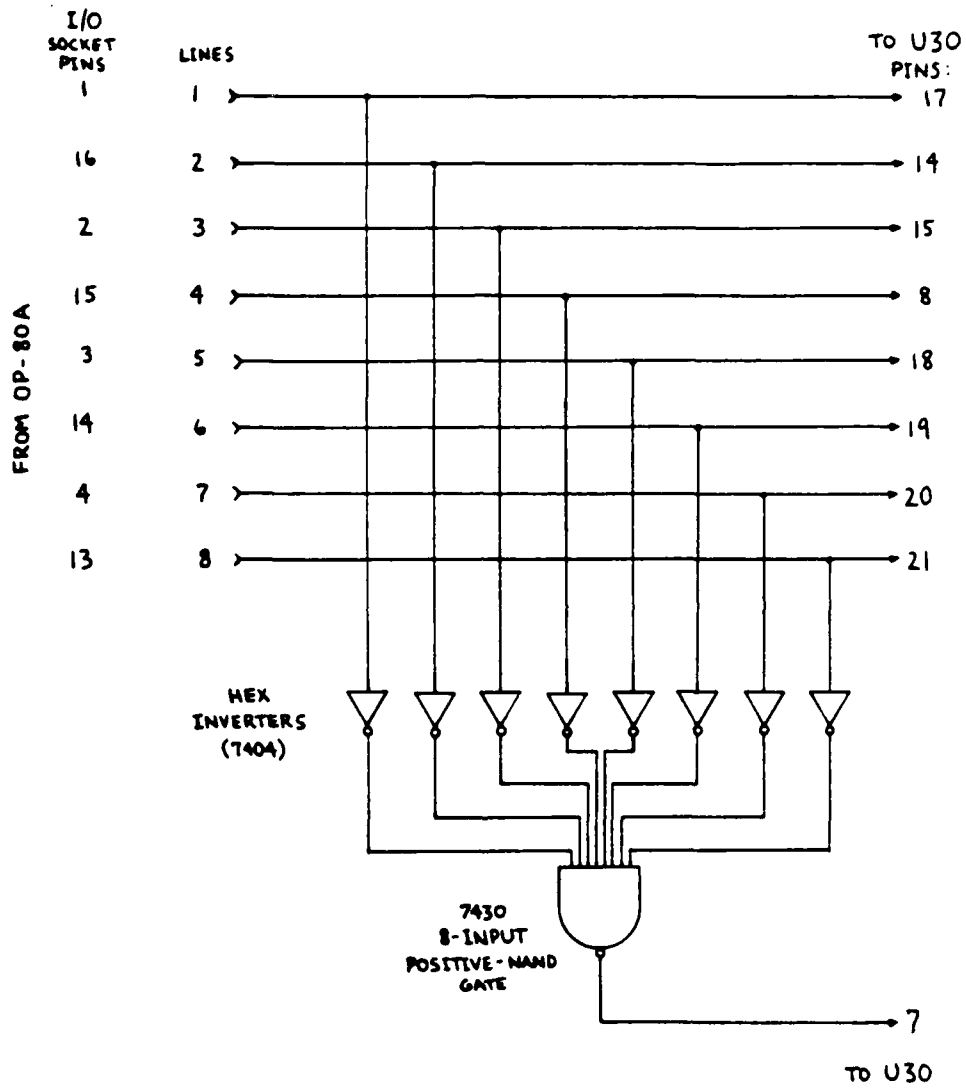 I/O
SOCKET
PINS
LINES
TO U30
PINS:
1 1 17
16 2 14
2 3 15
15 4 8
3 5 18
14 6 19
4 7 20
13 8 21
FROM OP-80A
HEX
INVERTERS
(7404)
7430
8-INPUT
POSITIVE-NAND
GATE
7
TO U30